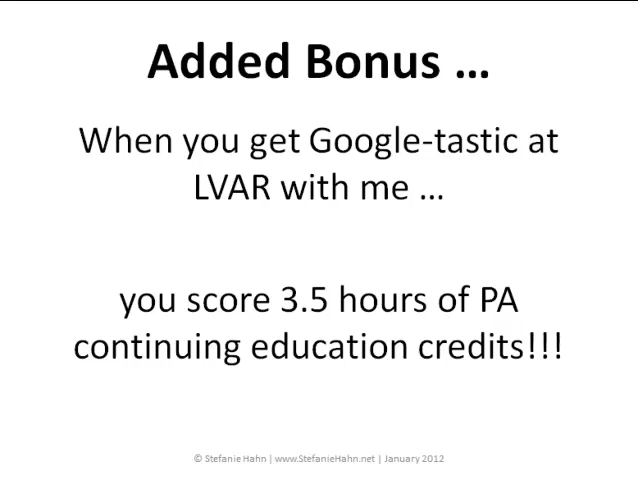 Added Bonus …
When you get Google-tastic at
LVAR with me …
you score 3.5 hours of PA
continuing education credits!!!
© Stefanie Hahn | www.StefanieHahn.net | January 2012